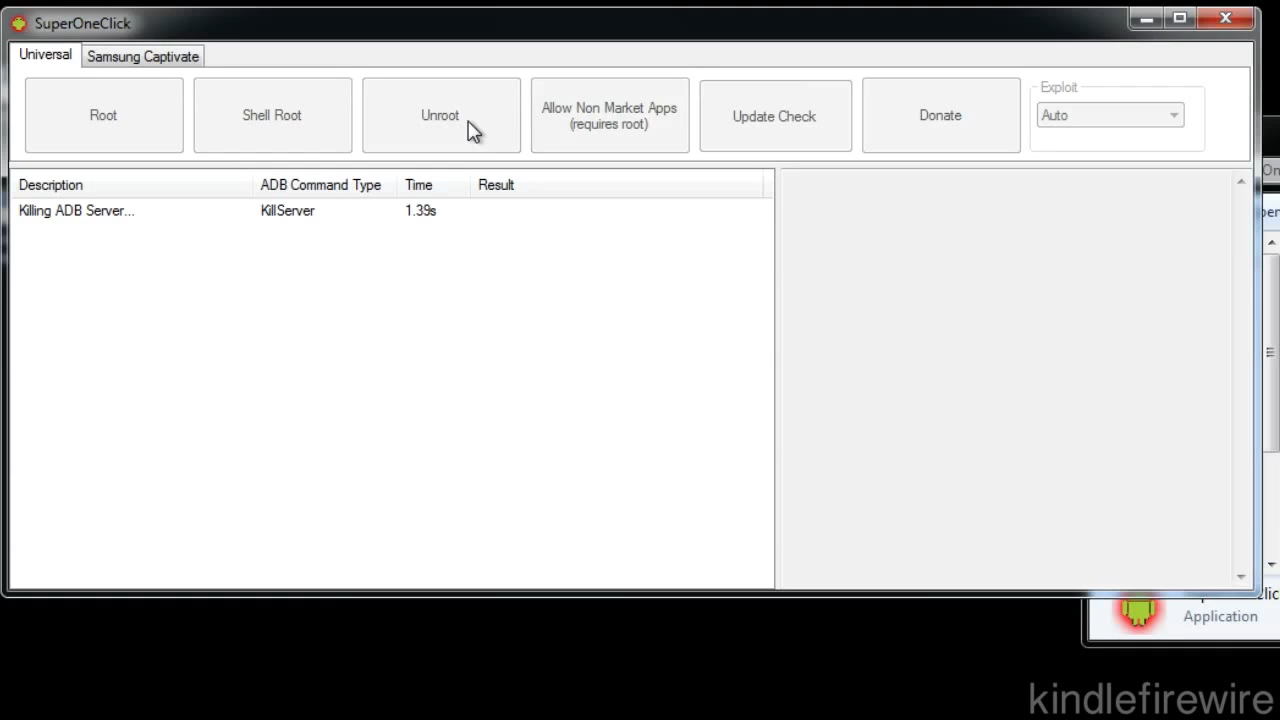 SuperOneClick
Universal
Samsung Captivate
Root
Shell Root
Unroot
Allow Non Market Apps
(requires root)
Update Check
Donate
Exploit
Auto
Description ADB Command Type Time Result
Killing ADB Server... KillServer 1.39s
Application
kindlefirewire